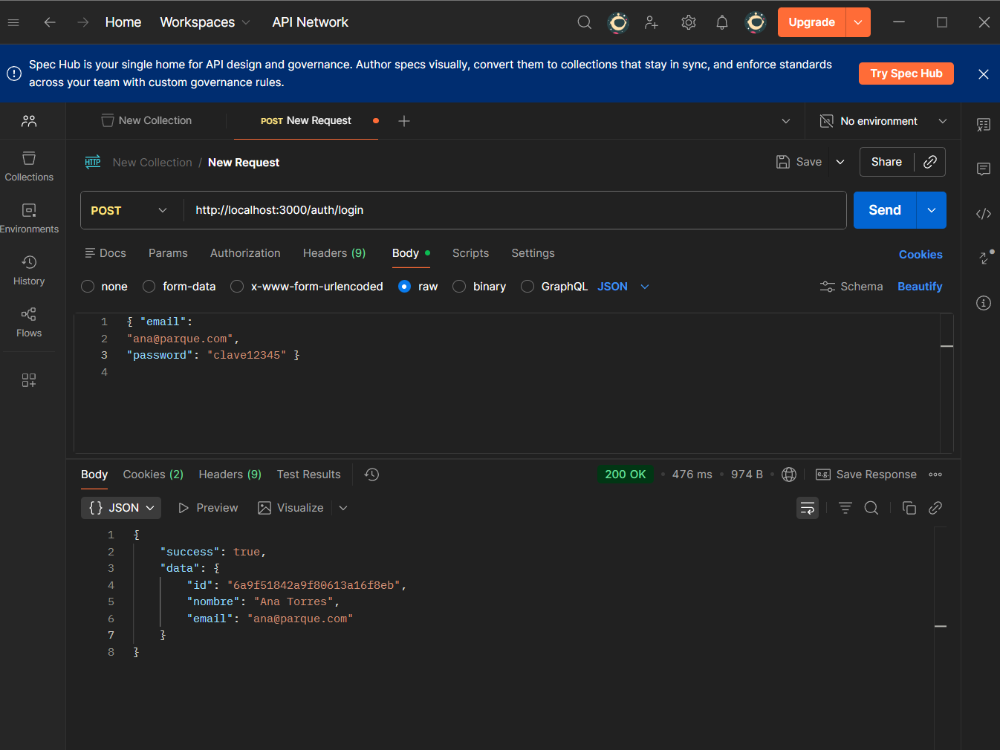 Home Workspaces API Network Upgrade
Spec Hub is your single home for API design and governance. Author specs visually, convert them to collections that stay in sync, and enforce standards
across your team with custom governance rules.
Try Spec Hub
New Collection POST New Request No environment
Collections
Environments
History
Flows
HTTP New Collection / New Request Save Share
POST http://localhost:3000/auth/login Send
Docs Params Authorization Headers (9) Body Scripts Settings Cookies
none form-data x-www-form-urlencoded raw binary GraphQL JSON Schema Beautify
1 { "email":
2 "ana@parque.com",
3 "password": "clave12345" }
4
Body Cookies (2) Headers (9) Test Results 200 OK • 476 ms • 974 B • e.g. Save Response
{} JSON Preview Visualize
1 {
2 "success": true,
3 "data": {
4 "id": "6a9f51842a9f80613a16f8eb",
5 "nombre": "Ana Torres",
6 "email": "ana@parque.com"
7 }
8 }